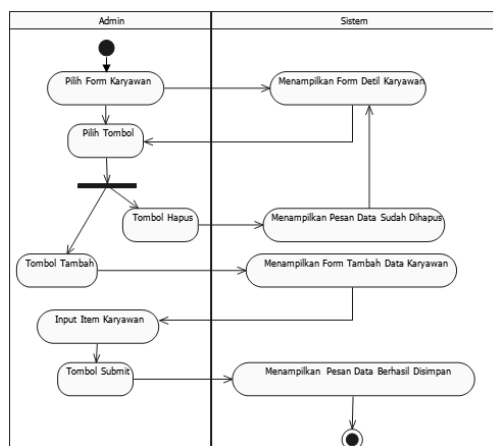 Admin
Sistem
Pilih Form Karyawan
Menampilkan Form Detil Karyawan
Pilih Tombol
Tombol Hapus
Menampilkan Pesan Data Sudah Dihapus
Tombol Tambah
Menampilkan Form Tambah Data Karyawan
Input Item Karyawan
Tombol Submit
Menampilkan Pesan Data Berhasil Disimpan